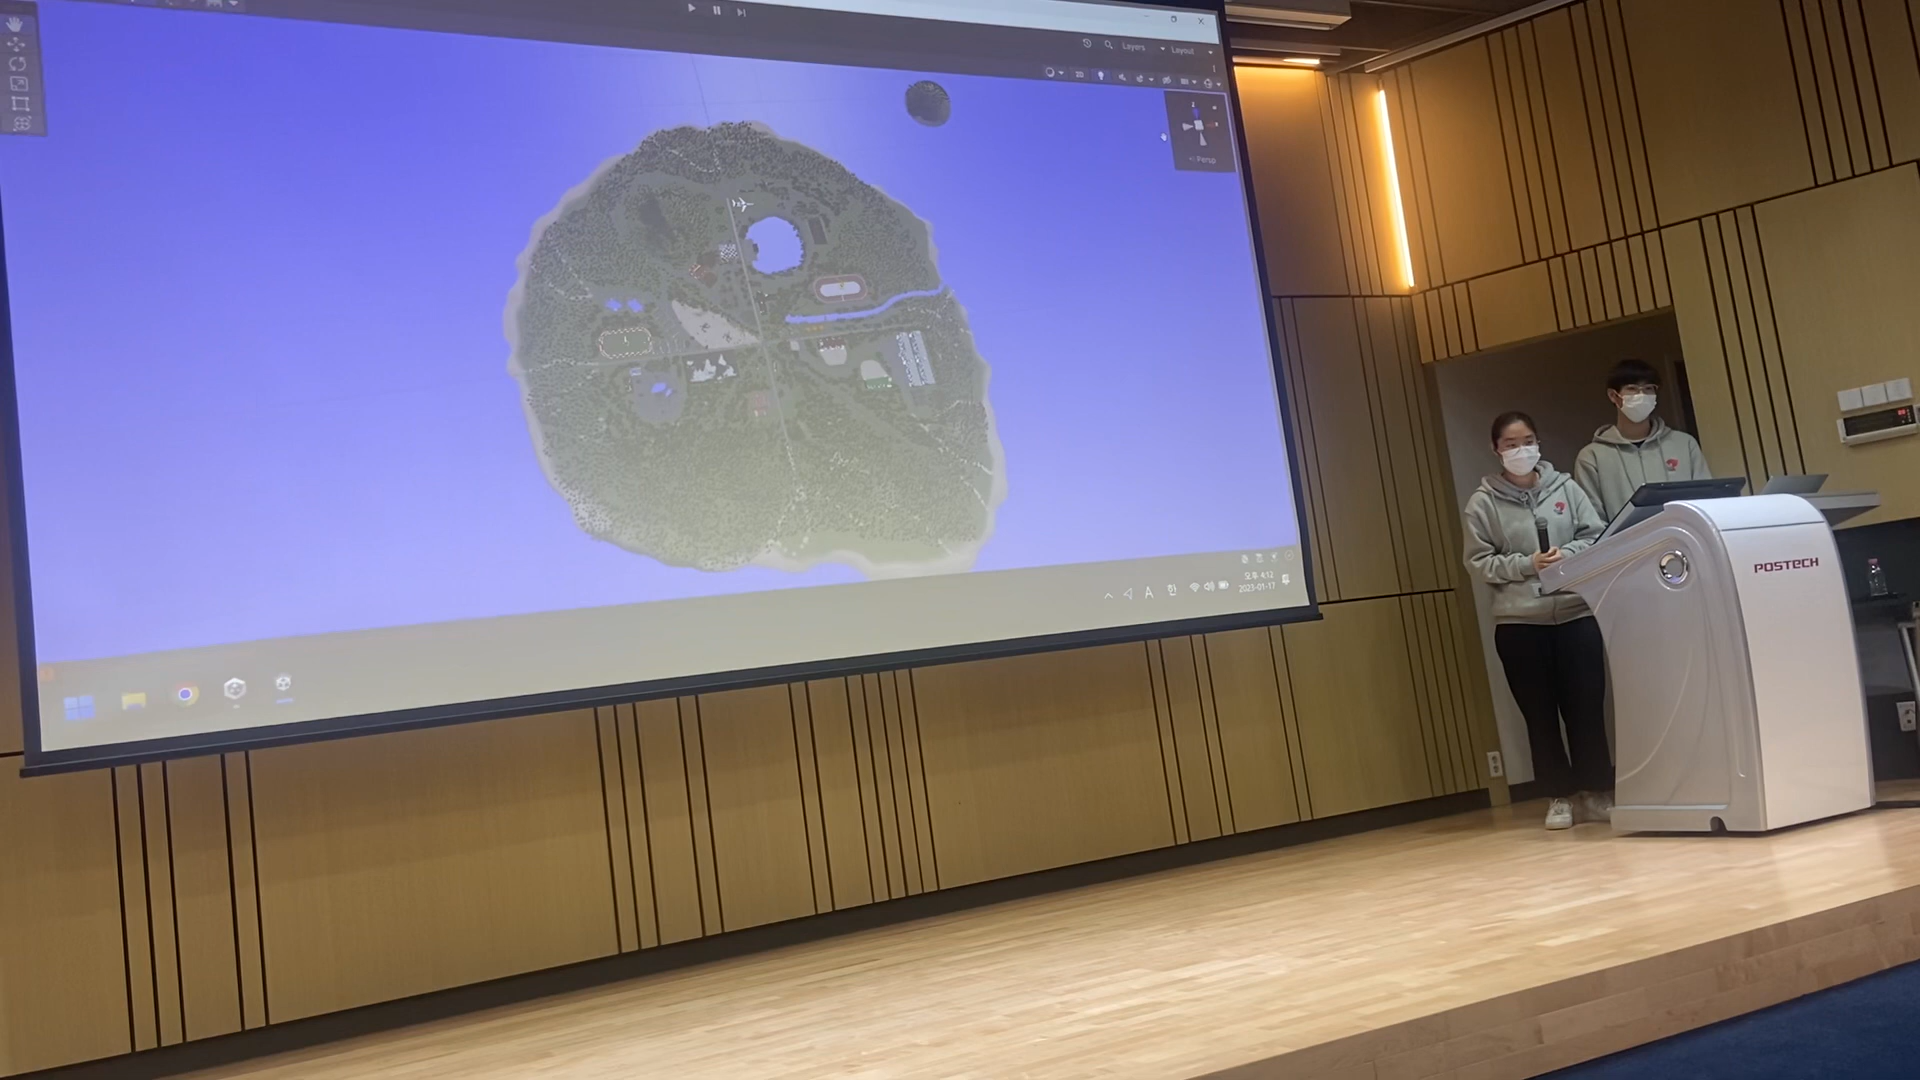 Layers
Layout
Persp
A 한
오후 4:12
2023-01-17
POSTECH